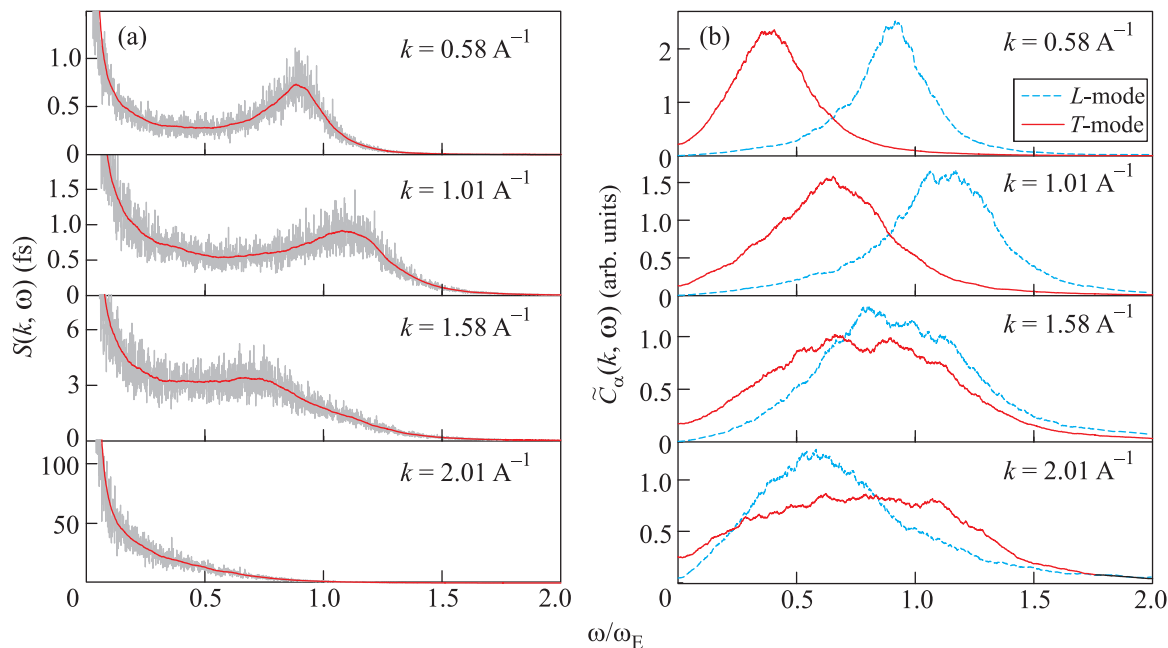 (a)
k = 0.58 A⁻¹
1.0
0.5
0
k = 1.01 A⁻¹
1.5
1.0
0.5
0
k = 1.58 A⁻¹
6
3
0
k = 2.01 A⁻¹
100
50
0 0.5 1.0 1.5 2.0
S(k, ω) (fs)
(b)
k = 0.58 A⁻¹
L-mode
T-mode
2
1
0
k = 1.01 A⁻¹
1.5
1.0
0.5
0
k = 1.58 A⁻¹
1.0
0.5
0
k = 2.01 A⁻¹
1.0
0.5
0 0.5 1.0 1.5 2.0
C̃α(k, ω) (arb. units)
ω/ωE